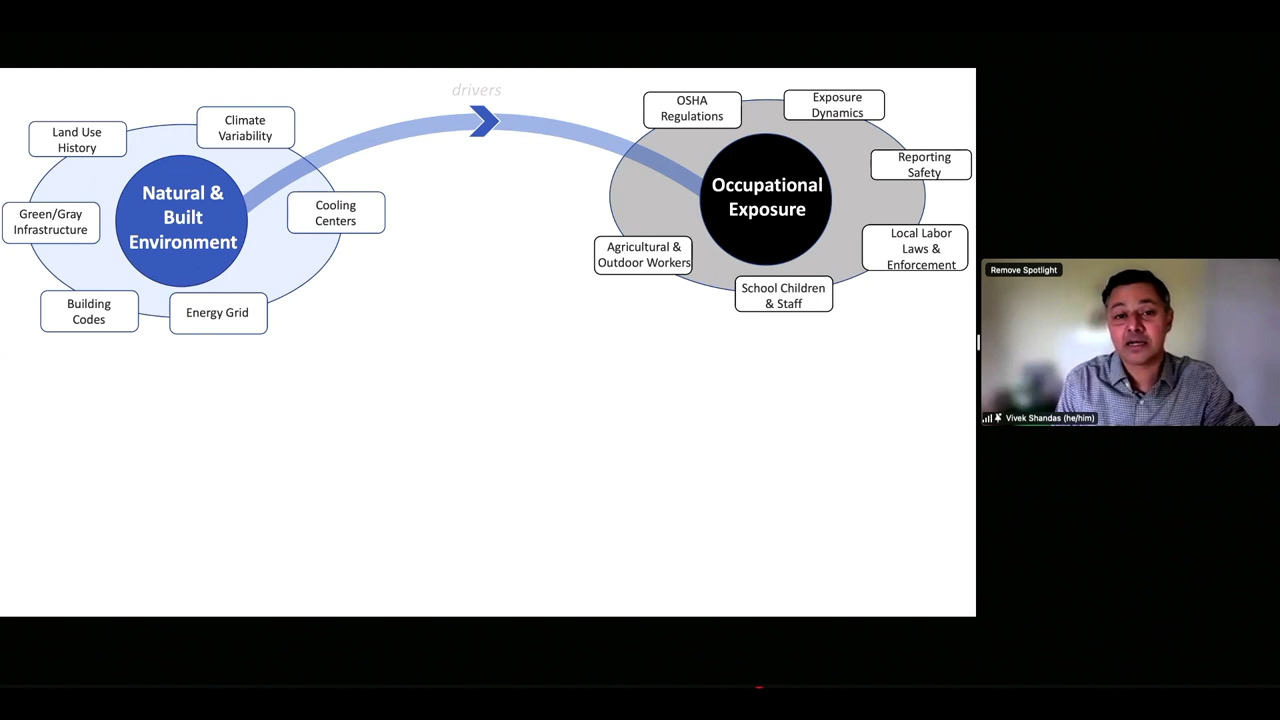 drivers
Land Use
History
Climate
Variability
Green/Gray
Infrastructure
Natural &
Built
Environment
Cooling
Centers
Building
Codes
Energy Grid
OSHA
Regulations
Exposure
Dynamics
Reporting
Safety
Occupational
Exposure
Agricultural &
Outdoor Workers
Local Labor
Laws &
Enforcement
School Children
& Staff
Remove Spotlight
Vivek Shandas (he/him)